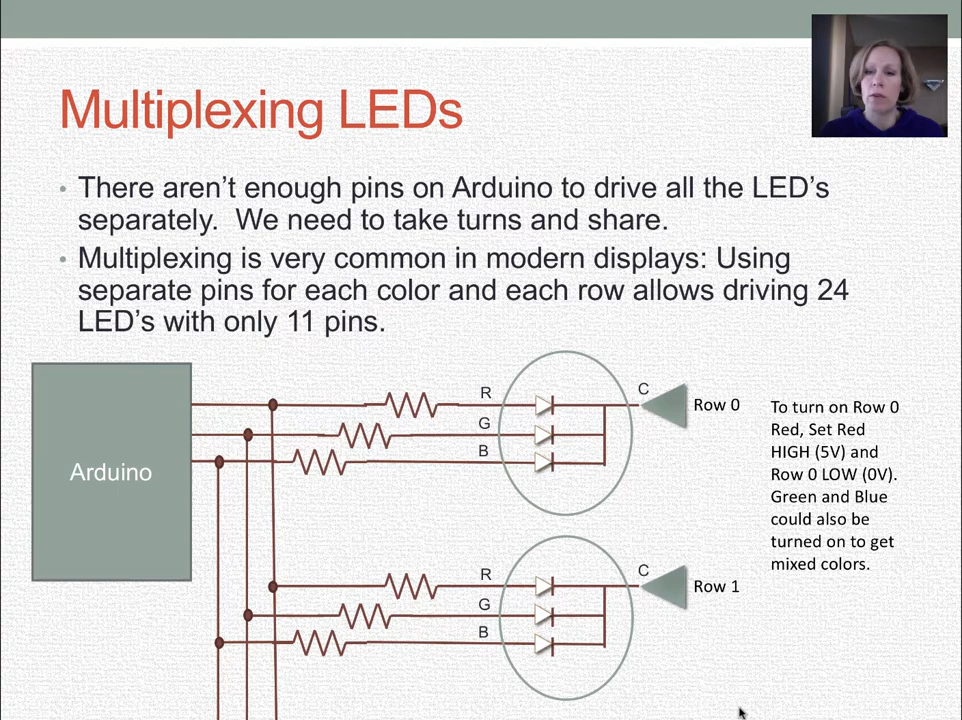 Multiplexing LEDs
• There aren’t enough pins on Arduino to drive all the LED’s
separately.  We need to take turns and share.
• Multiplexing is very common in modern displays: Using
separate pins for each color and each row allows driving 24
LED’s with only 11 pins.
Arduino
R
G
B
C
Row 0
R
G
B
C
Row 1
To turn on Row 0
Red, Set Red
HIGH (5V) and
Row 0 LOW (0V).
Green and Blue
could also be
turned on to get
mixed colors.